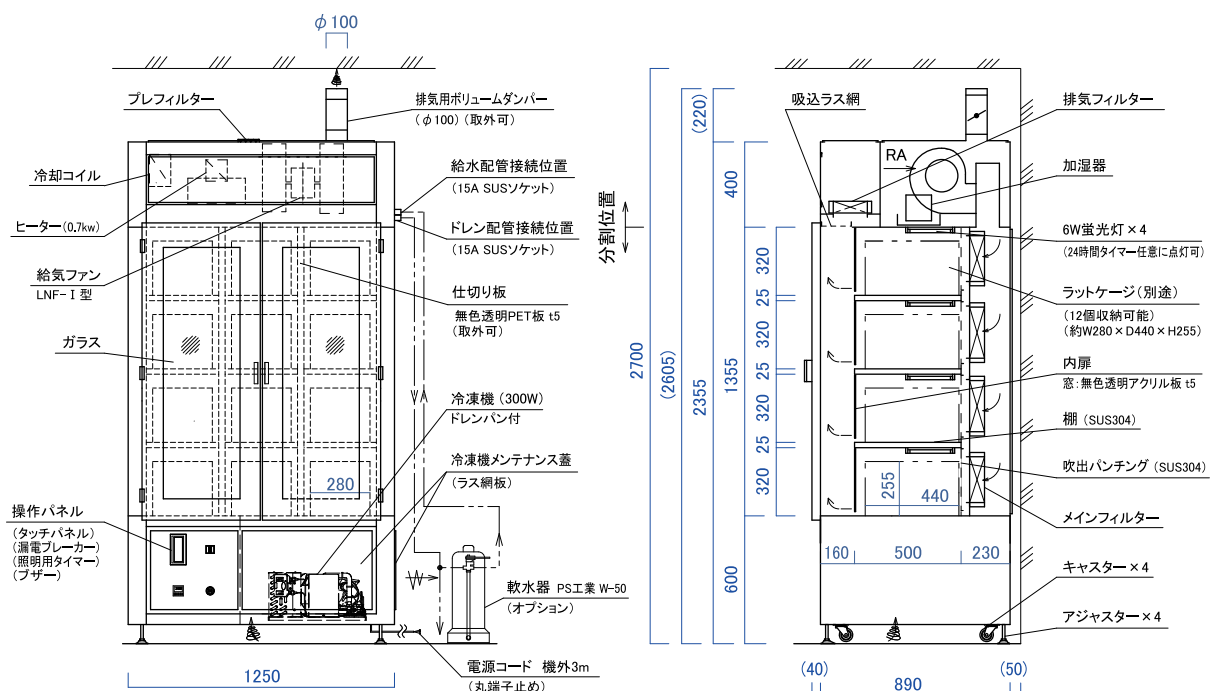 φ100
プレフィルター
排気用ボリュームダンパー
(φ100) (取外可)
冷却コイル
給水配管接続位置
(15A SUSソケット)
ヒーター(0.7kw)
ドレン配管接続位置
(15A SUSソケット)
給気ファン
LNF-Ⅰ型
仕切り板
無色透明PET板 t5
(取外可)
ガラス
冷凍機 (300W)
ドレンパン付
冷凍機メンテナンス蓋
(ラス網板)
280
操作パネル
(タッチパネル)
(漏電ブレーカー)
(照明用タイマー)
(ブザー)
軟水器 PS工業 W-50
(オプション)
電源コード 機外3m
(丸端子止め)
1250
分割位置
2700
(2605)
2355
(220)
400
1355
600
320
25
320
25
320
25
320
吸込ラス網
排気フィルター
RA
加湿器
6W蛍光灯×4
(24時間タイマー任意に点灯可)
ラットケージ(別途)
(12個収納可能)
(約W280×D440×H255)
内扉
窓:無色透明アクリル板 t5
棚 (SUS304)
吹出パンチング (SUS304)
メインフィルター
255
440
160
500
230
キャスター×4
アジャスター×4
(40)
890
(50)